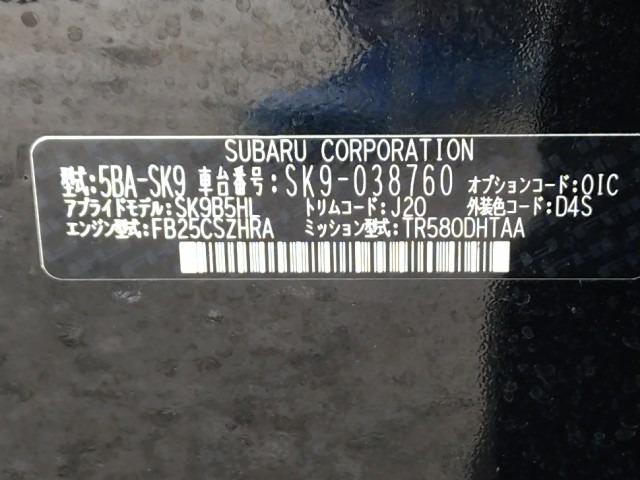 SUBARU CORPORATION
型式:5BA-SK9 車台番号:SK9-038760 オプションコード:OIC
アプライドモデル:SK9B5HL トリムコード:J20 外装色コード:D4S
エンジン型式:FB25CSZHRA ミッション型式:TR580DHTAA